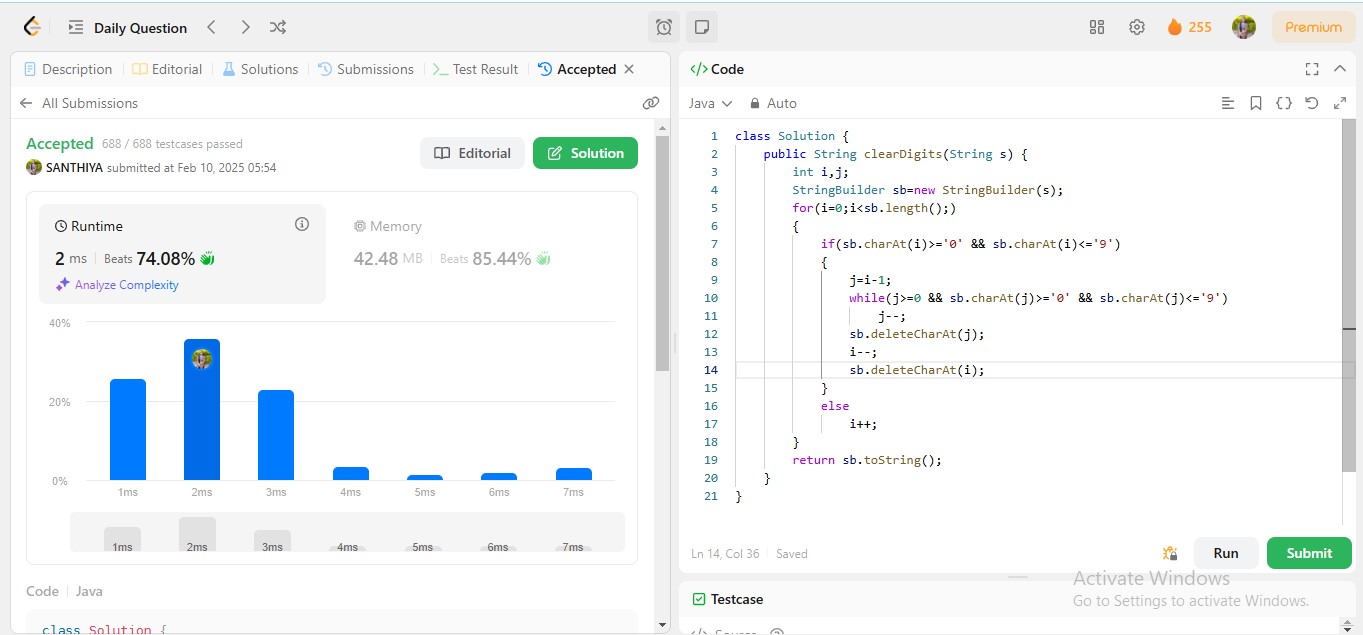 Daily Question
255
Premium
Description
Editorial
Solutions
Submissions
Test Result
Accepted
All Submissions
Accepted 688 / 688 testcases passed
SANTHIYA submitted at Feb 10, 2025 05:54
Editorial
Solution
Runtime
2 ms Beats 74.08%
Analyze Complexity
Memory
42.48 MB Beats 85.44%
40%
20%
0%
1ms 2ms 3ms 4ms 5ms 6ms 7ms
1ms 2ms 3ms 4ms 5ms 6ms 7ms
Code Java
class Solution {
</> Code
Java Auto
1 class Solution {
2 public String clearDigits(String s) {
3 int i,j;
4 StringBuilder sb=new StringBuilder(s);
5 for(i=0;i<sb.length();)
6 {
7 if(sb.charAt(i)>='0' && sb.charAt(i)<='9')
8 {
9 j=i-1;
10 while(j>=0 && sb.charAt(j)>='0' && sb.charAt(j)<='9')
11 j--;
12 sb.deleteCharAt(j);
13 i--;
14 sb.deleteCharAt(i);
15 }
16 else
17 i++;
18 }
19 return sb.toString();
20 }
21 }
Ln 14, Col 36 Saved
Run
Submit
Activate Windows
Go to Settings to activate Windows.
Testcase
</> Source